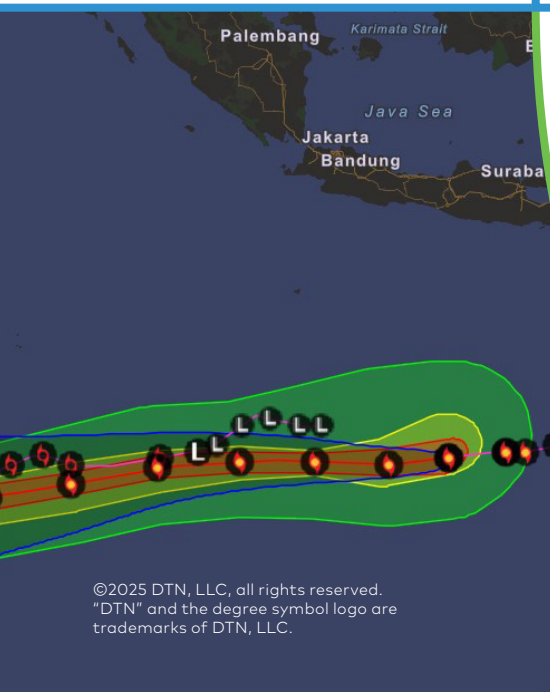 Palembang
Karimata Strait
Java Sea
Jakarta
Bandung
Suraba
L
L
L
L
L
L
©2025 DTN, LLC, all rights reserved.
“DTN” and the degree symbol logo are
trademarks of DTN, LLC.